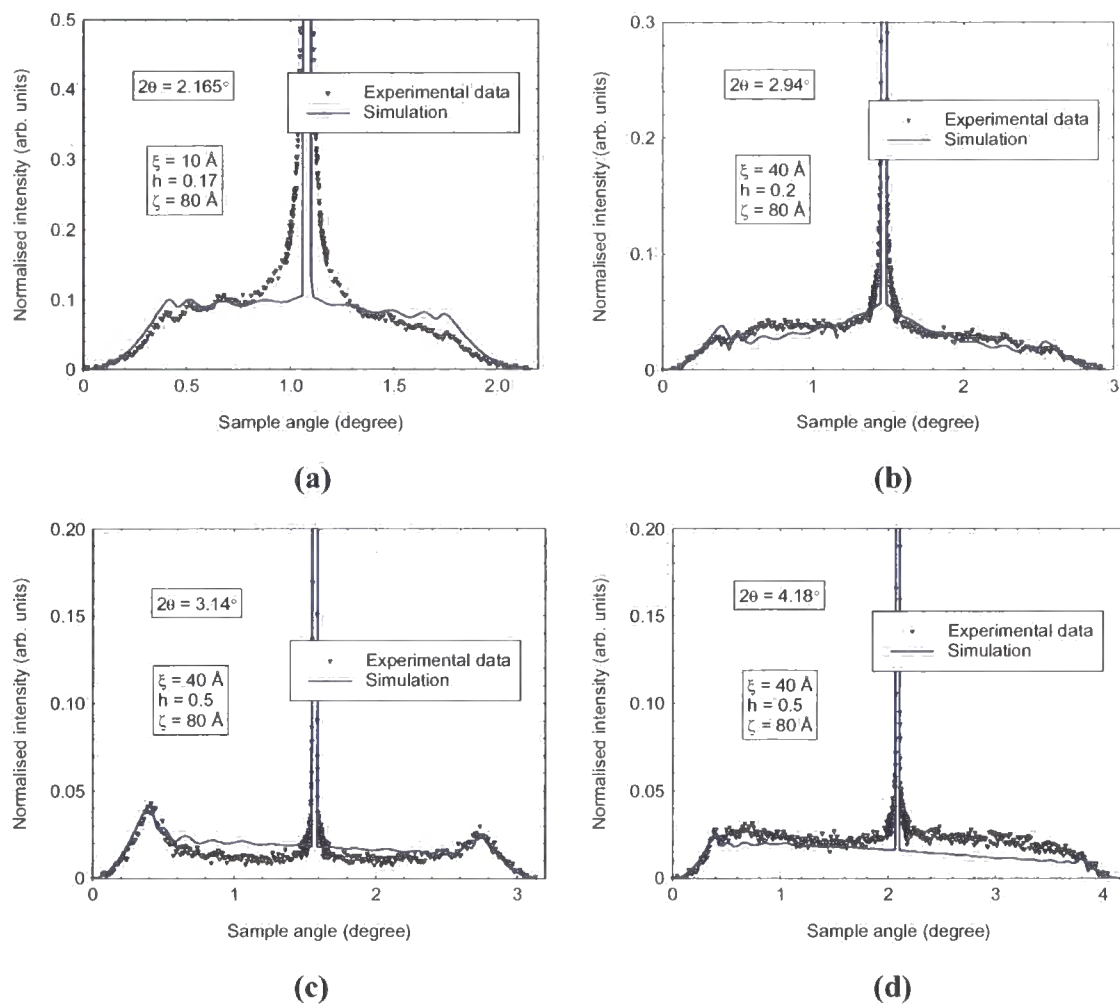 0.5
0.4
0.3
0.2
0.1
0
0
0.5
1.0
1.5
2.0
Normalised intensity (arb. units)
Sample angle (degree)
2θ = 2.165°
ξ = 10 Å
h = 0.17
ζ = 80 Å
Experimental data
Simulation
(a)
0.3
0.2
0.1
0
0
1
2
3
Normalised intensity (arb. units)
Sample angle (degree)
2θ = 2.94°
ξ = 40 Å
h = 0.2
ζ = 80 Å
Experimental data
Simulation
(b)
0.20
0.15
0.10
0.05
0
0
1
2
3
Normalised intensity (arb. units)
Sample angle (degree)
2θ = 3.14°
ξ = 40 Å
h = 0.5
ζ = 80 Å
Experimental data
Simulation
(c)
0.20
0.15
0.10
0.05
0
0
1
2
3
4
Normalised intensity (arb. units)
Sample angle (degree)
2θ = 4.18°
ξ = 40 Å
h = 0.5
ζ = 80 Å
Experimental data
Simulation
(d)